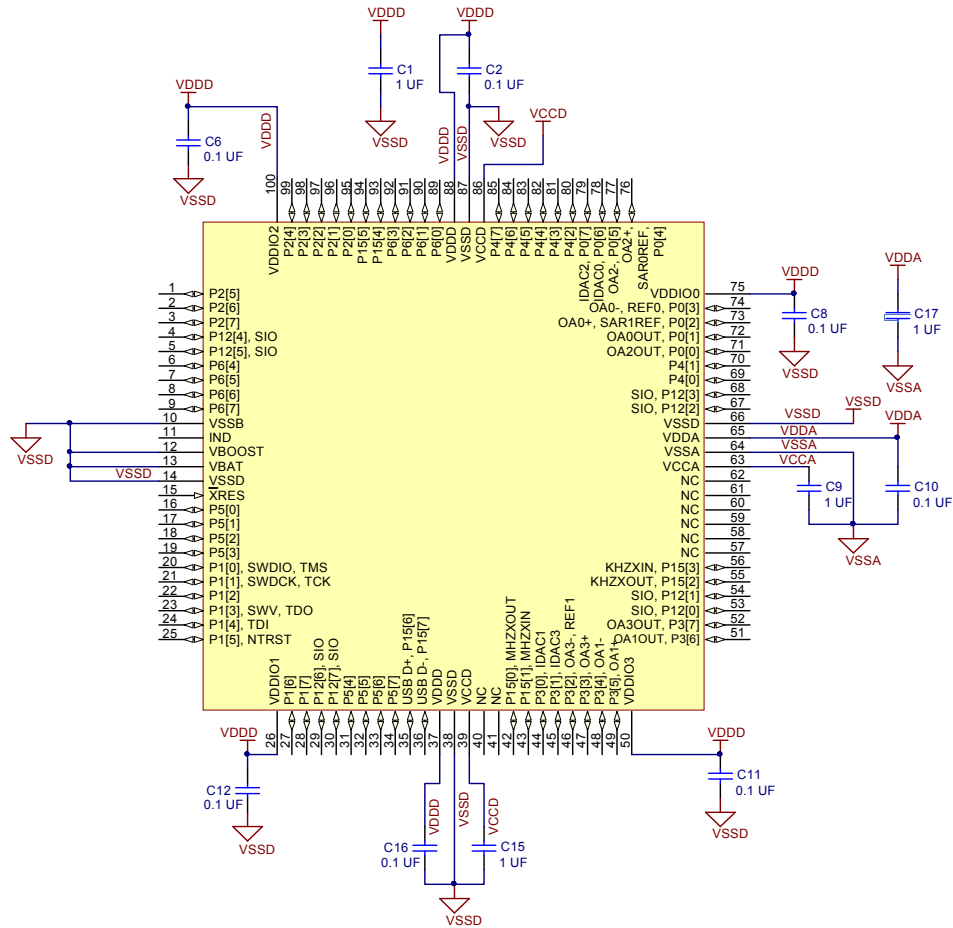 VDDD
C1
1 UF
VSSD
VDDD
C2
0.1 UF
VSSD
VDDD
VSSD
VCCD
VDDD
C6
0.1 UF
VSSD
VDDD
100
99
98
97
96
95
94
93
92
91
90
89
88
87
86
85
84
83
82
81
80
79
78
77
76
VDDIO2
P2[4]
P2[3]
P2[2]
P2[1]
P2[0]
P15[5]
P15[4]
P6[3]
P6[2]
P6[1]
P6[0]
VDDD
VSSD
VCCD
P4[7]
P4[6]
P4[5]
P4[4]
P4[3]
P4[2]
IDAC2, P0[7]
IDAC0, P0[6]
OA2-, P0[5]
OA2+,
SAR0REF,
P0[4]
1 P2[5]
2 P2[6]
3 P2[7]
4 P12[4], SIO
5 P12[5], SIO
6 P6[4]
7 P6[5]
8 P6[6]
9 P6[7]
10 VSSB
11 IND
12 VBOOST
13 VBAT
VSSD 14 VSSD
VSSD
15 XRES
16 P5[0]
17 P5[1]
18 P5[2]
19 P5[3]
20 P1[0], SWDIO, TMS
21 P1[1], SWDCK, TCK
22 P1[2]
23 P1[3], SWV, TDO
24 P1[4], TDI
25 P1[5], NTRST
VDDIO0 75
OA0-, REF0, P0[3] 74
OA0+, SAR1REF, P0[2] 73
OA0OUT, P0[1] 72
OA2OUT, P0[0] 71
P4[1] 70
P4[0] 69
SIO, P12[3] 68
SIO, P12[2] 67
VSSD 66 VSSD
VDDA 65 VDDA
VSSA 64 VSSA
VCCA 63 VCCA
NC 62
NC 61
NC 60
NC 59
NC 58
NC 57
KHZXIN, P15[3] 56
KHZXOUT, P15[2] 55
SIO, P12[1] 54
SIO, P12[0] 53
OA3OUT, P3[7] 52
OA1OUT, P3[6] 51
VDDD
C8
0.1 UF
VSSD
VDDA
C17
1 UF
VSSA
VSSD
VDDA
C9
1 UF
C10
0.1 UF
VSSA
VDDIO1
P1[6]
P1[7]
P12[6], SIO
P12[7], SIO
P5[4]
P5[5]
P5[6]
P5[7]
USB D+, P15[6]
USB D-, P15[7]
VDDD
VSSD
VCCD
NC
NC
P15[0], MHZXOUT
P15[1], MHZXIN
P3[0], IDAC1
P3[1], IDAC3
P3[2], OA3-, REF1
P3[3], OA3+
P3[4], OA1-
P3[5], OA1+
VDDIO3
26
27
28
29
30
31
32
33
34
35
36
37
38
39
40
41
42
43
44
45
46
47
48
49
50
VDDD
C12
0.1 UF
VSSD
VDDD
VSSD
VCCD
C16
0.1 UF
C15
1 UF
VSSD
VDDD
C11
0.1 UF
VSSD